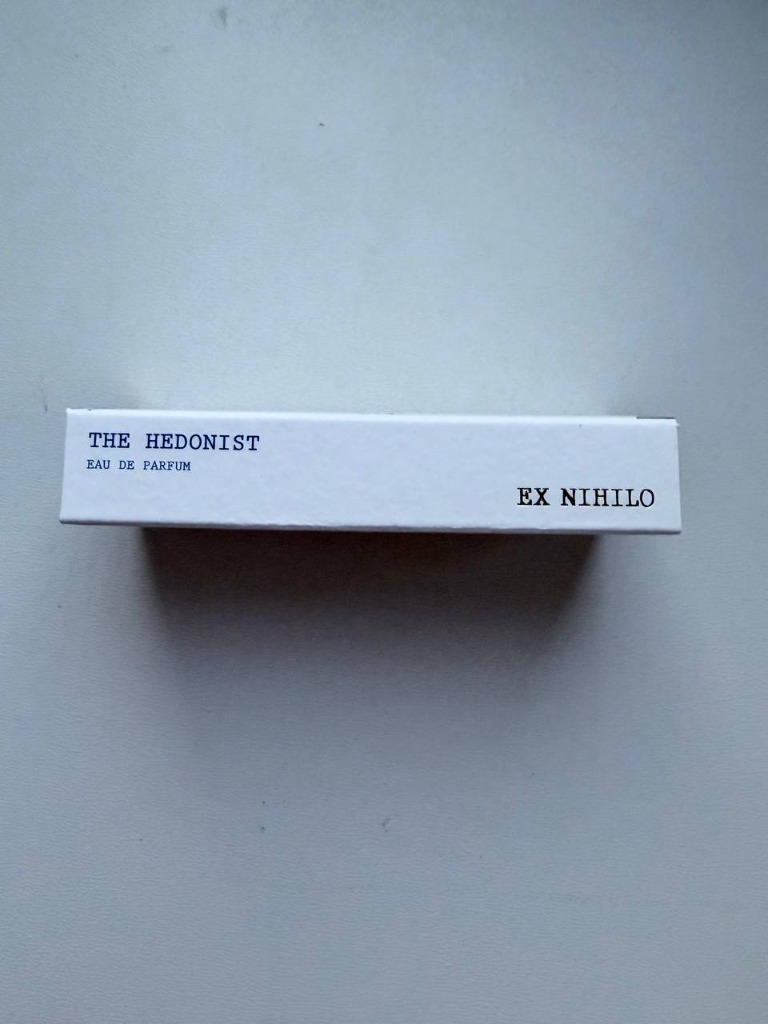 THE HEDONIST
EAU DE PARFUM
EX NIHILO